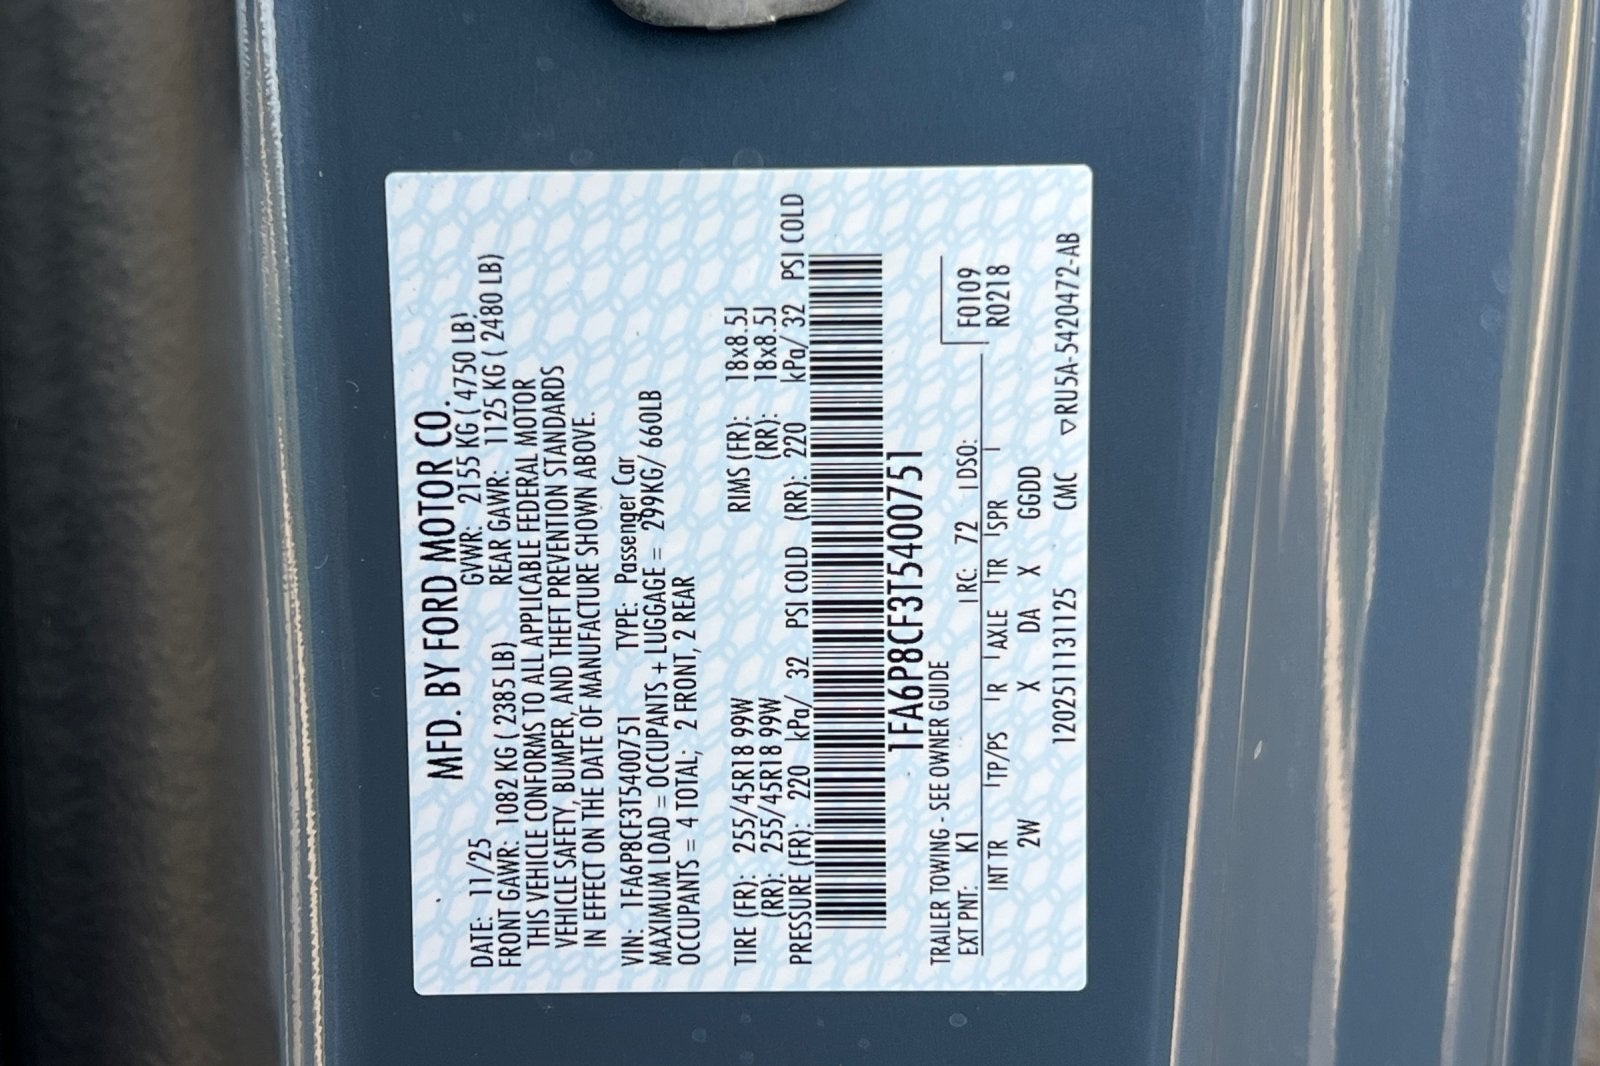 MFD. BY FORD MOTOR CO.
DATE: 11/25 GVWR: 2155 KG ( 4750 LB)
FRONT GAWR: 1082 KG ( 2385 LB) REAR GAWR: 1125 KG ( 2480 LB)
THIS VEHICLE CONFORMS TO ALL APPLICABLE FEDERAL MOTOR
VEHICLE SAFETY, BUMPER, AND THEFT PREVENTION STANDARDS
IN EFFECT ON THE DATE OF MANUFACTURE SHOWN ABOVE.
VIN: 1FA6P8CF3T5400751 TYPE: Passenger Car
MAXIMUM LOAD = OCCUPANTS + LUGGAGE = 299KG/ 660LB
OCCUPANTS = 4 TOTAL; 2 FRONT, 2 REAR
TIRE (FR): 255/45R18 99W RIMS (FR): 18x8.5J
(RR): 255/45R18 99W (RR): 18x8.5J
PRESSURE (FR): 220 kPa/ 32 PSI COLD (RR): 220 kPa/ 32 PSI COLD
1FA6P8CF3T5400751
TRAILER TOWING - SEE OWNER GUIDE
EXT PNT: K1 RC: 72 DSO: F0109
INT TR TP/PS R AXLE TR SPR R0218
2W X DA X GGDD
12025111311125 CMC ▽RU5A-5420472-AB